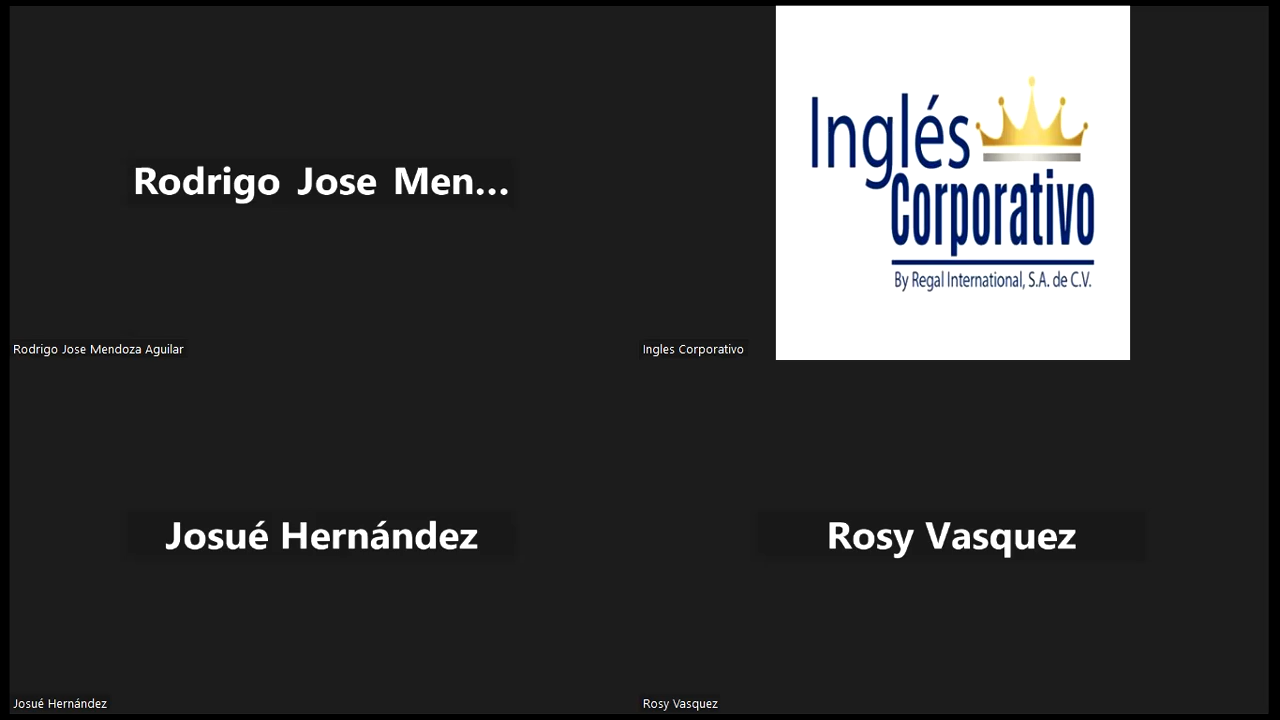 Rodrigo Jose Men...
Rodrigo Jose Mendoza Aguilar
Inglés
Corporativo
By Regal International, S.A. de C.V.
Ingles Corporativo
Josué Hernández
Josué Hernández
Rosy Vasquez
Rosy Vasquez